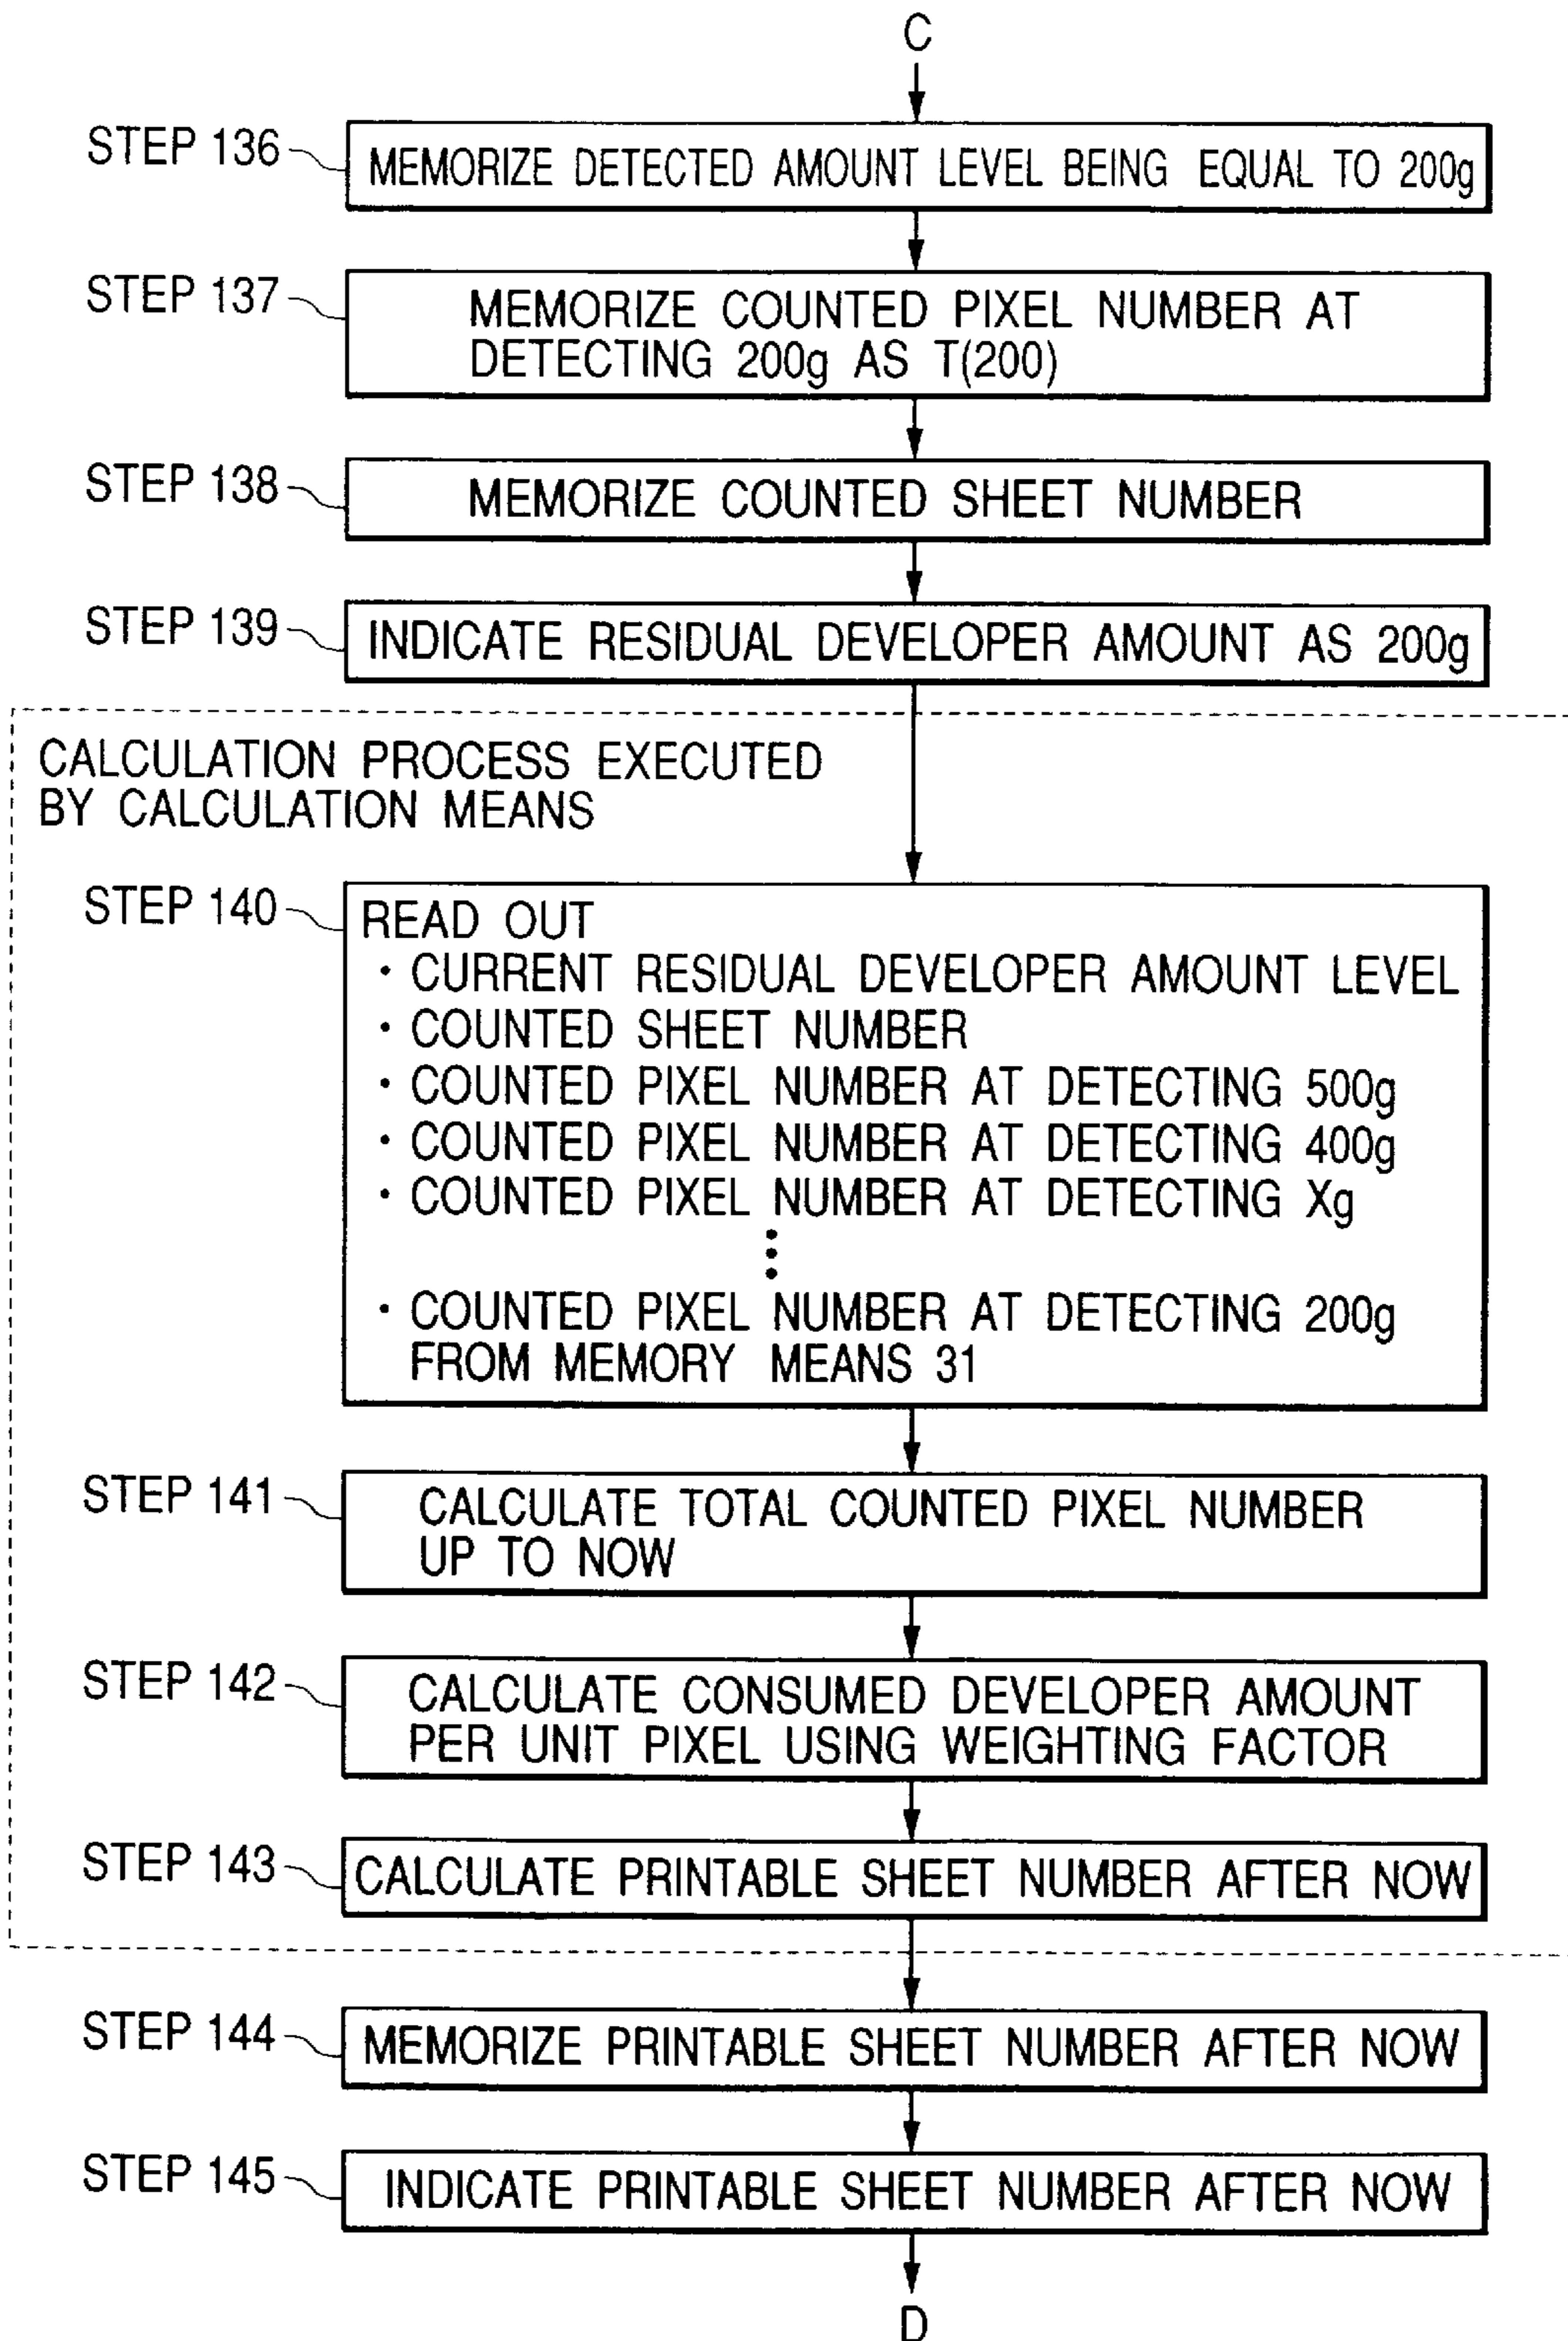 C
STEP 136
MEMORIZE DETECTED AMOUNT LEVEL BEING EQUAL TO 200g
STEP 137
MEMORIZE COUNTED PIXEL NUMBER AT
DETECTING 200g AS T(200)
STEP 138
MEMORIZE COUNTED SHEET NUMBER
STEP 139
INDICATE RESIDUAL DEVELOPER AMOUNT AS 200g
CALCULATION PROCESS EXECUTED
BY CALCULATION MEANS
STEP 140
READ OUT
· CURRENT RESIDUAL DEVELOPER AMOUNT LEVEL
· COUNTED SHEET NUMBER
· COUNTED PIXEL NUMBER AT DETECTING 500g
· COUNTED PIXEL NUMBER AT DETECTING 400g
· COUNTED PIXEL NUMBER AT DETECTING Xg
⋮
· COUNTED PIXEL NUMBER AT DETECTING 200g
FROM MEMORY MEANS 31
STEP 141
CALCULATE TOTAL COUNTED PIXEL NUMBER
UP TO NOW
STEP 142
CALCULATE CONSUMED DEVELOPER AMOUNT
PER UNIT PIXEL USING WEIGHTING FACTOR
STEP 143
CALCULATE PRINTABLE SHEET NUMBER AFTER NOW
STEP 144
MEMORIZE PRINTABLE SHEET NUMBER AFTER NOW
STEP 145
INDICATE PRINTABLE SHEET NUMBER AFTER NOW
D